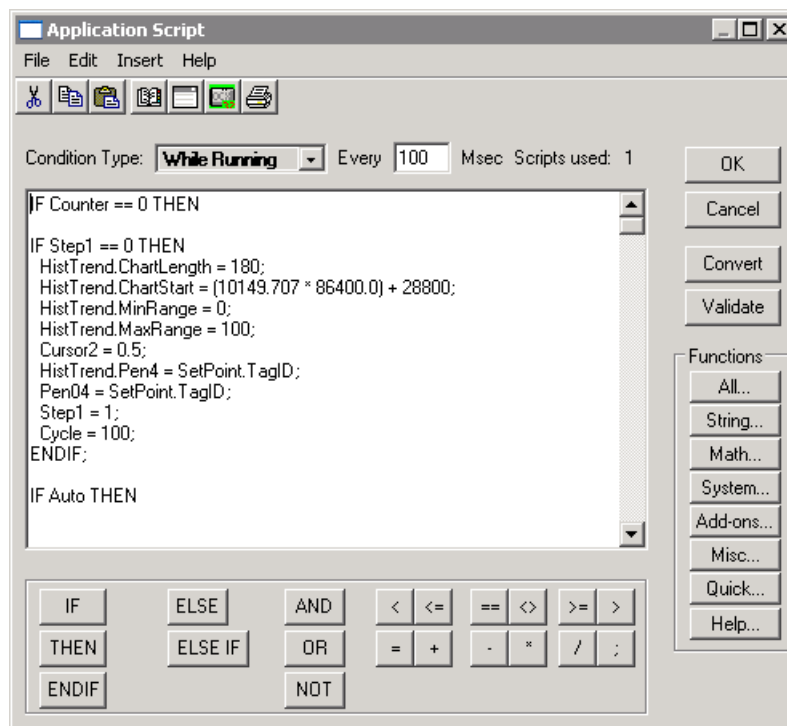 Application Script
File Edit Insert Help
Condition Type: While Running Every 100 Msec Scripts used: 1
OK
Cancel
Convert
Validate
IF Counter == 0 THEN
IF Step1 == 0 THEN
HistTrend.ChartLength = 180;
HistTrend.ChartStart = (10149.707 * 86400.0) + 28800;
HistTrend.MinRange = 0;
HistTrend.MaxRange = 100;
Cursor2 = 0.5;
HistTrend.Pen4 = SetPoint.TagID;
Pen04 = SetPoint.TagID;
Step1 = 1;
Cycle = 100;
ENDIF;
IF Auto THEN
Functions
All...
String...
Math...
System...
Add-ons...
Misc...
Quick...
Help...
IF ELSE AND < <= == <> >= >
THEN ELSE IF OR = + - * / ;
ENDIF NOT